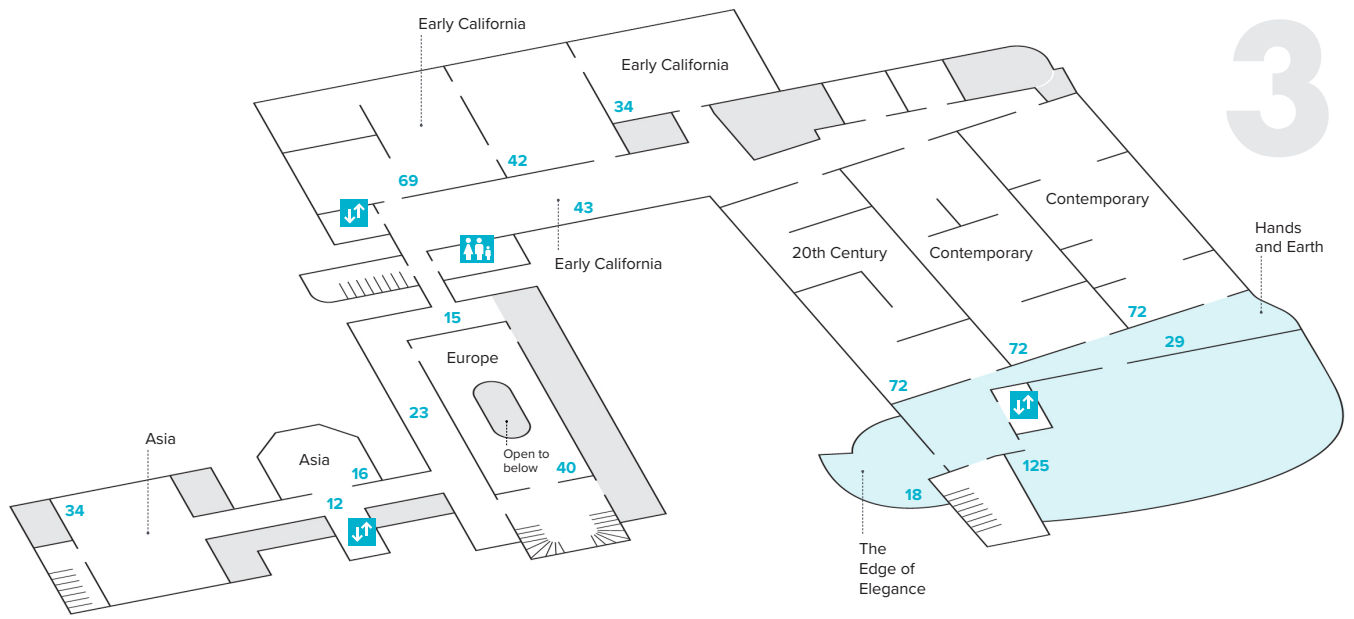 3
Early California
Early California
34
42
69
43
Early California
Contemporary
20th Century
Contemporary
Hands
and Earth
15
72
29
72
Europe
72
23
Asia
Asia
Open to
below
40
16
125
18
12
34
The
Edge of
Elegance